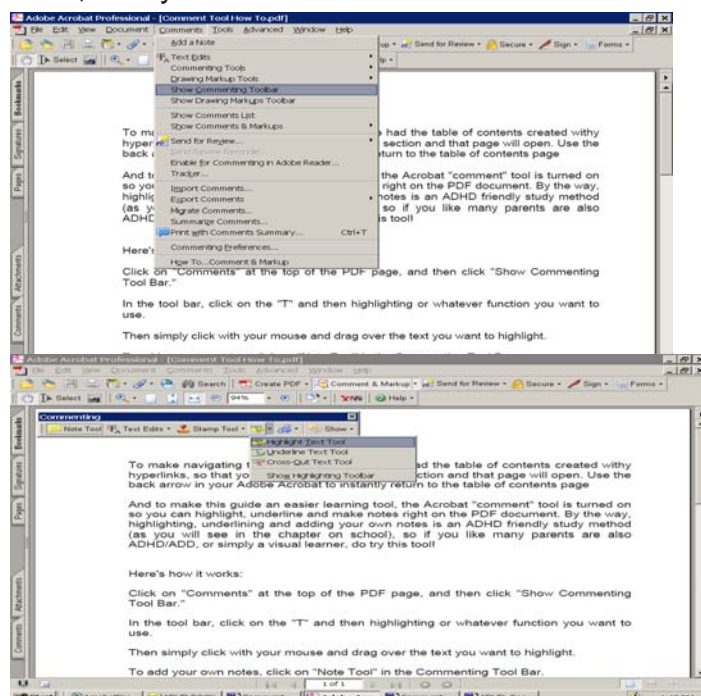 Adobe Acrobat Professional - [Comment Tool How To.pdf]
File Edit View Document Comments Tools Advanced Window Help
Add a Note
Send for Review Secure Sign Forms
Select
Text Edits
Commenting Tools
Drawing Markup Tools
Show Commenting Toolbar
Show Drawing Markups Toolbar
Show Comments List
Show Comments & Markups
Send for Review...
Send Review Reminder...
Enable for Commenting in Adobe Reader...
Tracker...
Import Comments...
Export Comments
Migrate Comments...
Summarize Comments...
Print with Comments Summary... Ctrl+T
Commenting Preferences...
How To...Comment & Markup
Bookmarks
Signatures
Pages
Attachments
Comments
To ma had the table of contents created withy
hyper section and that page will open. Use the
back a turn to the table of contents page
And to the Acrobat "comment" tool is turned on
so you right on the PDF document. By the way,
highlig notes is an ADHD friendly study method
(as y so if you like many parents are also
ADHD is tool!
Here's
Click on "Comments" at the top of the PDF page, and then click "Show Commenting
Tool Bar."
In the tool bar, click on the "T" and then highlighting or whatever function you want to
use.
Then simply click with your mouse and drag over the text you want to highlight.
Adobe Acrobat Professional - [Comment Tool How To.pdf]
File Edit View Document Comments Tools Advanced Window Help
Search Create PDF Comment & Markup Send for Review Secure Sign Forms
Select 94% Help
Commenting
Note Tool Text Edits Stamp Tool Show
Highlight Text Tool
Underline Text Tool
Cross-Out Text Tool
Show Highlighting Toolbar
Bookmarks
Signatures
Pages
Attachments
Comments
To make navigating t ed the table of contents created withy
hyperlinks, so that yo ction and that page will open. Use the
back arrow in your Adobe Acrobat to instantly return to the table of contents page
And to make this guide an easier learning tool, the Acrobat "comment" tool is turned on
so you can highlight, underline and make notes right on the PDF document. By the way,
highlighting, underlining and adding your own notes is an ADHD friendly study method
(as you will see in the chapter on school), so if you like many parents are also
ADHD/ADD, or simply a visual learner, do try this tool!
Here's how it works:
Click on "Comments" at the top of the PDF page, and then click "Show Commenting
Tool Bar."
In the tool bar, click on the "T" and then highlighting or whatever function you want to
use.
Then simply click with your mouse and drag over the text you want to highlight.
To add your own notes, click on "Note Tool" in the Commenting Tool Bar.
1 of 1